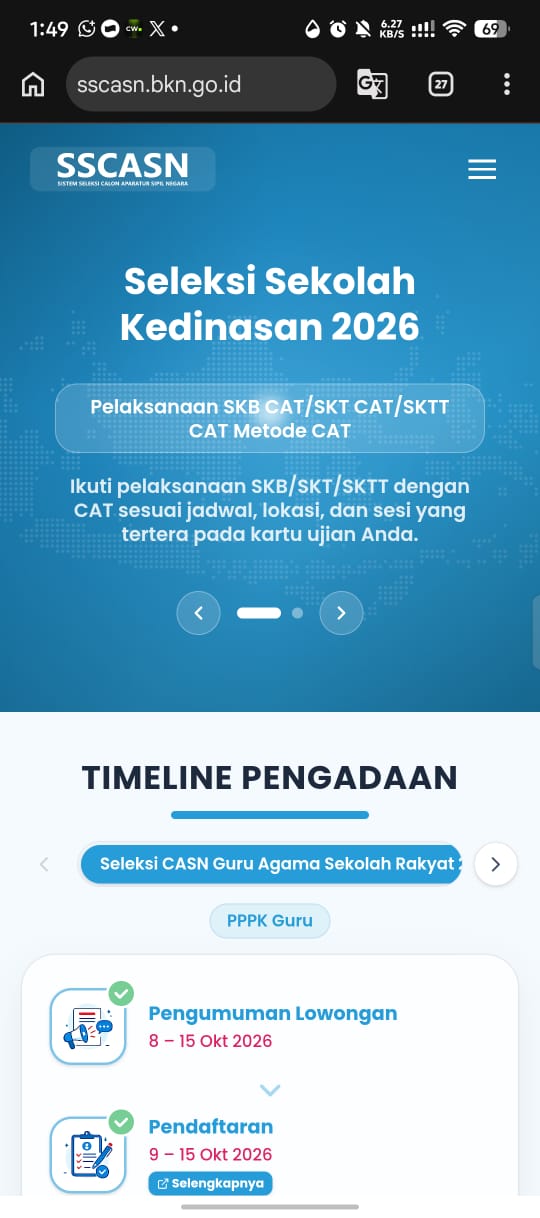 1:49
CW+
X
6.27
KB/S
69
sscasn.bkn.go.id
27
SSCASN
SISTEM SELEKSI CALON APARATUR SIPIL NEGARA
Seleksi Sekolah
Kedinasan 2026
Pelaksanaan SKB CAT/SKT CAT/SKTT
CAT Metode CAT
Ikuti pelaksanaan SKB/SKT/SKTT dengan
CAT sesuai jadwal, lokasi, dan sesi yang
tertera pada kartu ujian Anda.
TIMELINE PENGADAAN
Seleksi CASN Guru Agama Sekolah Rakyat
PPPK Guru
Pengumuman Lowongan
8 – 15 Okt 2026
Pendaftaran
9 – 15 Okt 2026
Selengkapnya